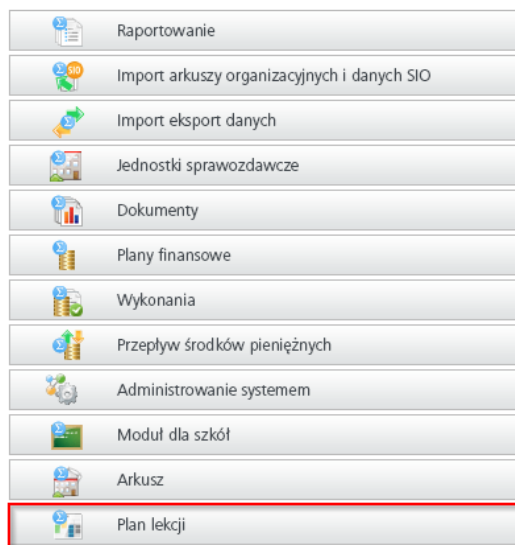 Raportowanie
Import arkuszy organizacyjnych i danych SIO
Import eksport danych
Jednostki sprawozdawcze
Dokumenty
Plany finansowe
Wykonania
Przepływ środków pieniężnych
Administrowanie systemem
Moduł dla szkół
Arkusz
Plan lekcji